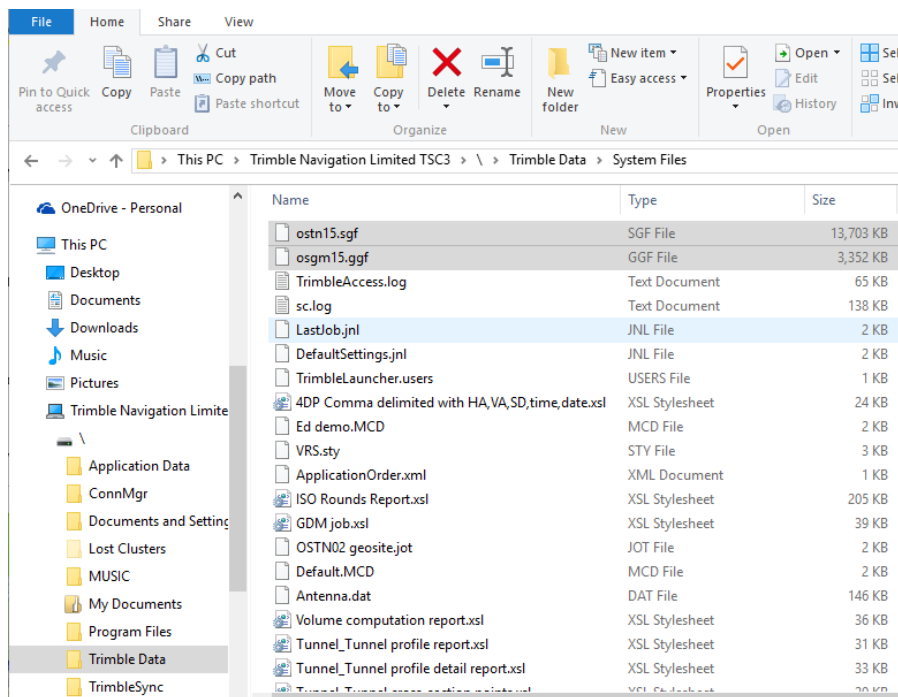 File Home Share View
Pin to Quick access
Copy
Paste
Cut
Copy path
Paste shortcut
Clipboard
Move to
Copy to
Delete
Rename
Organize
New folder
New item
Easy access
New
Properties
Open
Edit
History
Open
Sel
Sel
Inv
This PC > Trimble Navigation Limited TSC3 > \ > Trimble Data > System Files
OneDrive - Personal
This PC
Desktop
Documents
Downloads
Music
Pictures
Trimble Navigation Limite
\
Application Data
ConnMgr
Documents and Setting
Lost Clusters
MUSIC
My Documents
Program Files
Trimble Data
TrimbleSync
Name Type Size
ostn15.sgf SGF File 13,703 KB
osgm15.ggf GGF File 3,352 KB
TrimbleAccess.log Text Document 65 KB
sc.log Text Document 138 KB
LastJob.jnl JNL File 2 KB
DefaultSettings.jnl JNL File 2 KB
TrimbleLauncher.users USERS File 1 KB
4DP Comma delimited with HA,VA,SD,time,date.xsl XSL Stylesheet 24 KB
Ed demo.MCD MCD File 2 KB
VRS.sty STY File 3 KB
ApplicationOrder.xml XML Document 1 KB
ISO Rounds Report.xsl XSL Stylesheet 205 KB
GDM job.xsl XSL Stylesheet 39 KB
OSTN02 geosite.jot JOT File 2 KB
Default.MCD MCD File 2 KB
Antenna.dat DAT File 146 KB
Volume computation report.xsl XSL Stylesheet 36 KB
Tunnel_Tunnel profile report.xsl XSL Stylesheet 31 KB
Tunnel_Tunnel profile detail report.xsl XSL Stylesheet 33 KB